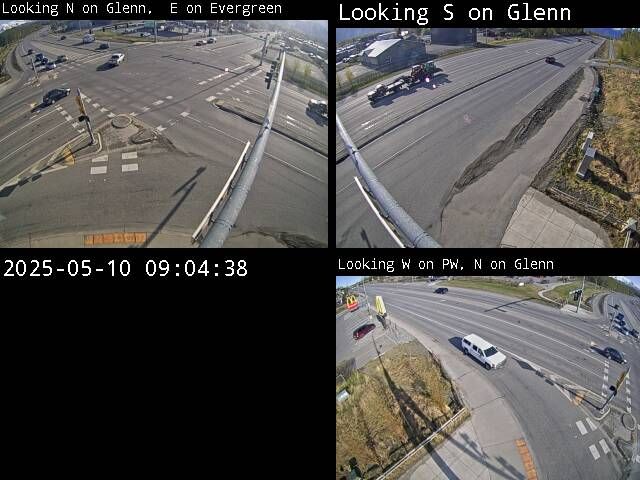 Looking N on Glenn,  E on Evergreen
Looking S on Glenn
2025-05-10 09:04:38
Looking W on PW, N on Glenn